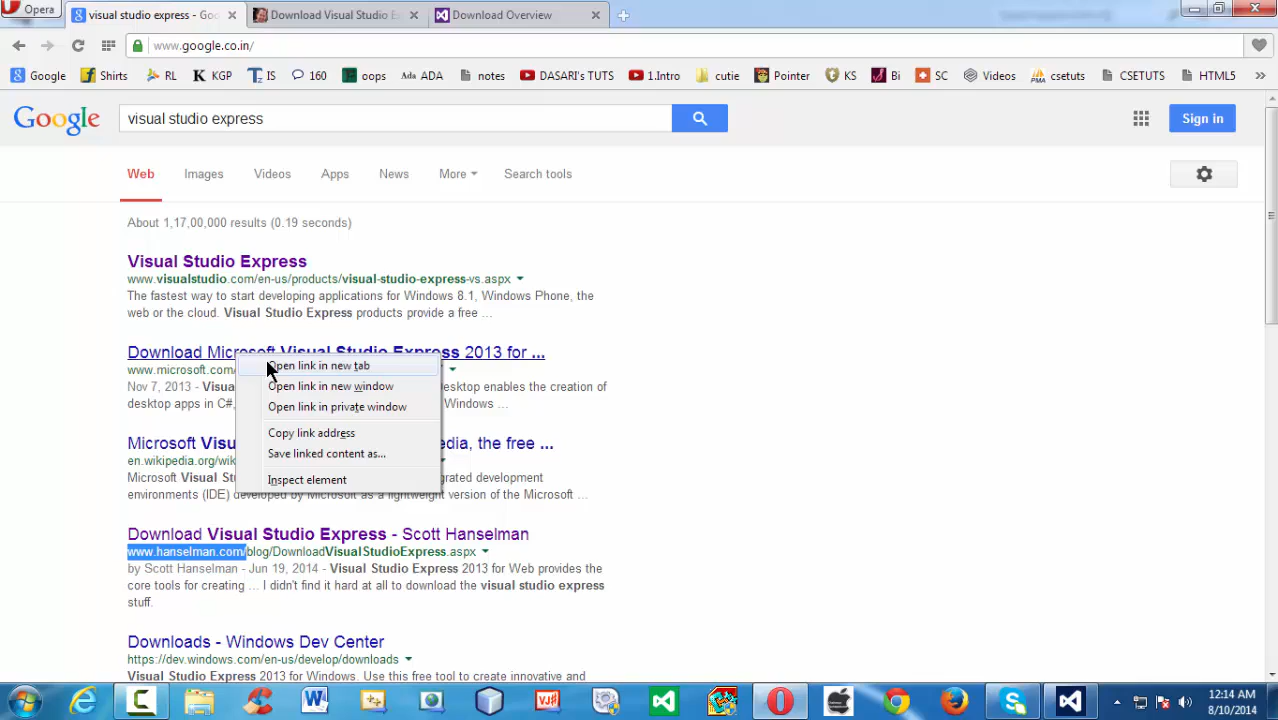 Opera
visual studio express - Go
Download Visual Studio E
Download Overview
www.google.co.in/
Google
Shirts
RL
KGP
IS
160
oops
Ada ADA
notes
DASARI's TUTS
1.Intro
cutie
Pointer
KS
Bi
SC
Videos
PMA csetuts
CSETUTS
HTML5
Google
visual studio express
Sign in
Web
Images
Videos
Apps
News
More
Search tools
About 1,17,00,000 results (0.19 seconds)
Visual Studio Express
www.visualstudio.com/en-us/products/visual-studio-express-vs.aspx
The fastest way to start developing applications for Windows 8.1, Windows Phone, the
web or the cloud. Visual Studio Express products provide a free ...
Download Microsoft Visual Studio Express 2013 for ...
www.microsoft.com/
Nov 7, 2013 - Visua
esktop enables the creation of
desktop apps in C#,
Windows ...
Open link in new tab
Open link in new window
Open link in private window
Copy link address
Save linked content as...
Inspect element
Microsoft Visu
edia, the free ...
en.wikipedia.org/wik
Microsoft Visual St
egrated development
environments (IDE) developed by Microsoft as a lightweight version of the Microsoft ...
Download Visual Studio Express - Scott Hanselman
www.hanselman.com/blog/DownloadVisualStudioExpress.aspx
by Scott Hanselman - Jun 19, 2014 - Visual Studio Express 2013 for Web provides the
core tools for creating ... I didn't find it hard at all to download the visual studio express
stuff.
Downloads - Windows Dev Center
https://dev.windows.com/en-us/develop/downloads
Visual Studio Express 2013 for Windows. Use this free tool to create innovative and
12:14 AM
8/10/2014